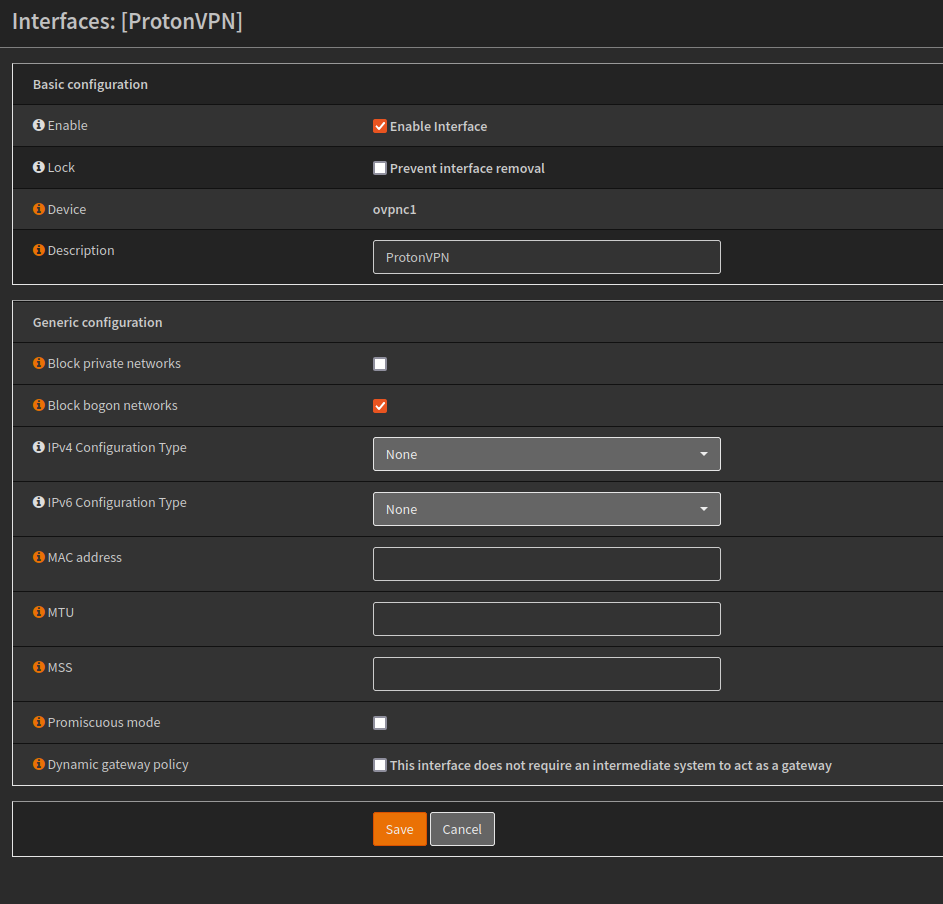 Interfaces: [ProtonVPN]
Basic configuration
Enable
Enable Interface
Lock
Prevent interface removal
Device
ovpnc1
Description
ProtonVPN
Generic configuration
Block private networks
Block bogon networks
IPv4 Configuration Type
None
IPv6 Configuration Type
None
MAC address
MTU
MSS
Promiscuous mode
Dynamic gateway policy
This interface does not require an intermediate system to act as a gateway
Save
Cancel